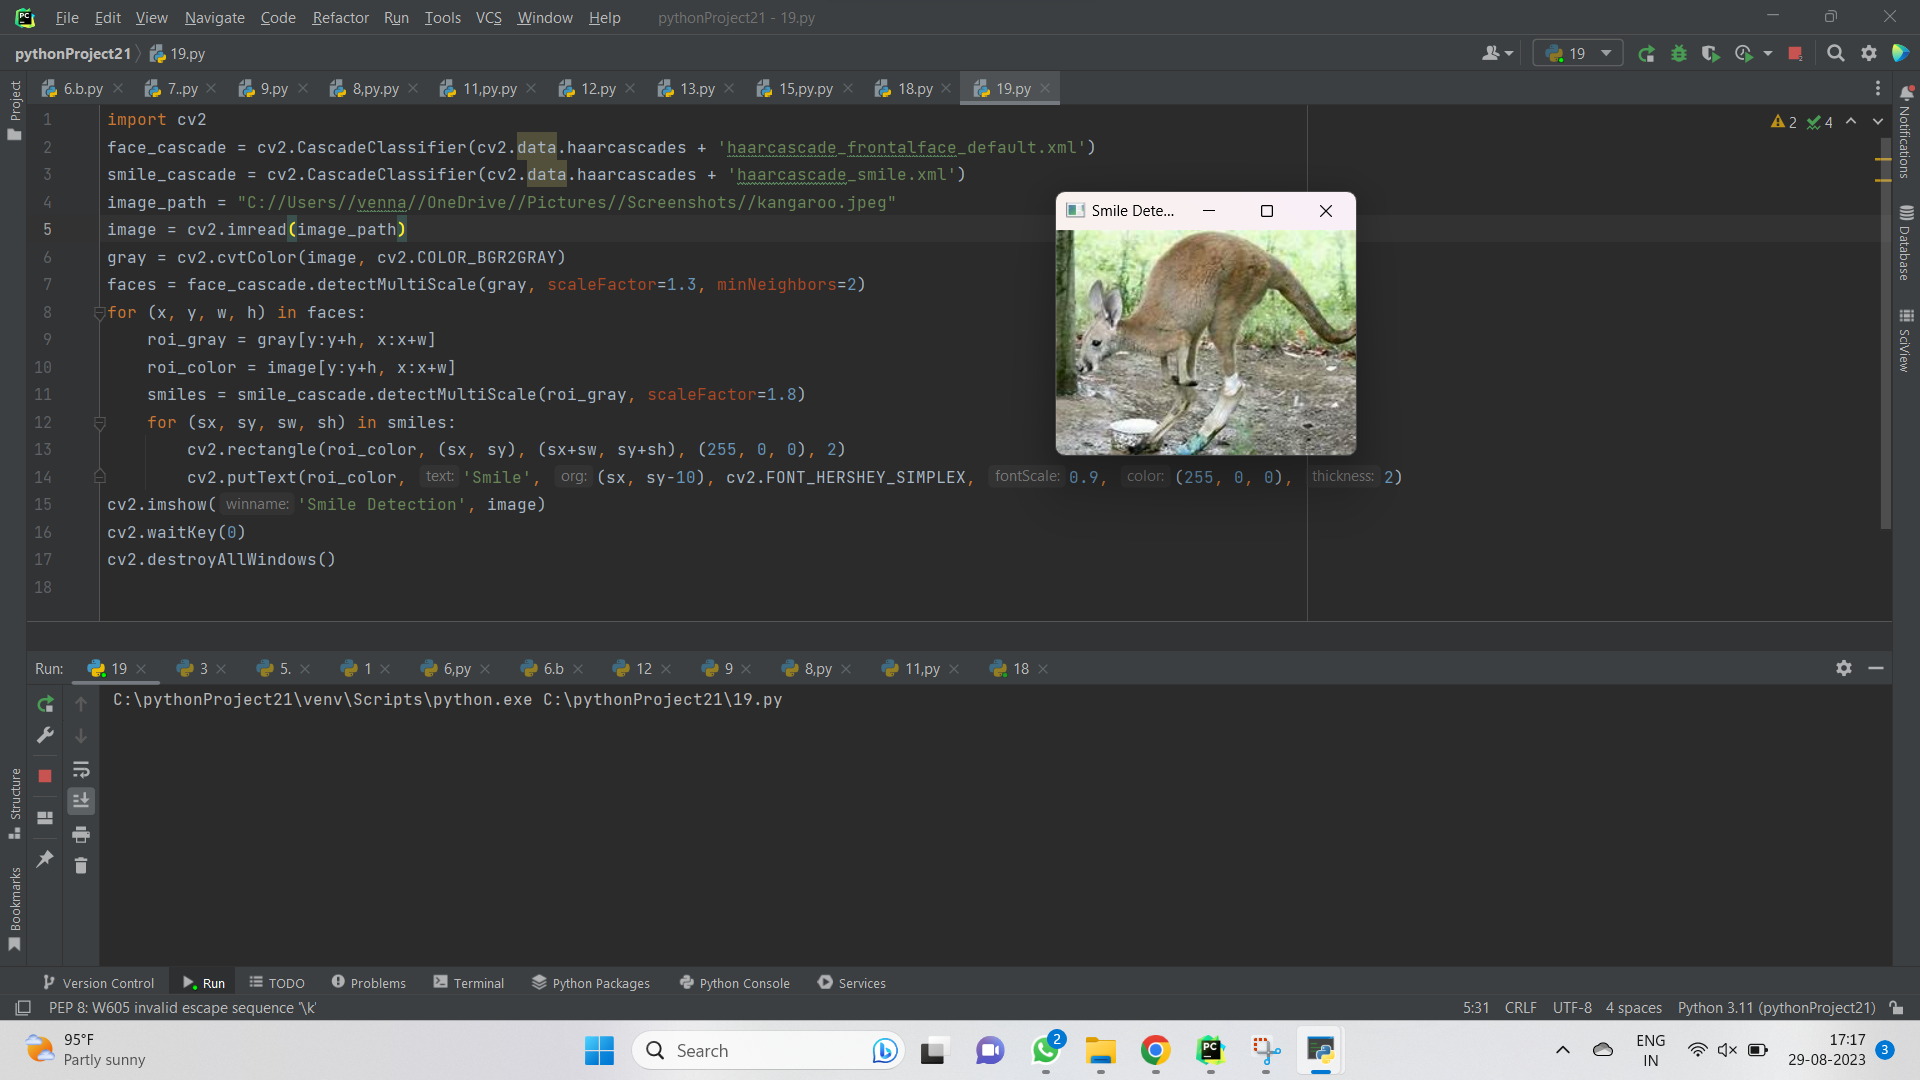 File Edit View Navigate Code Refactor Run Tools VCS Window Help pythonProject21 - 19.py
pythonProject21 19.py 19
6.b.py 7..py 9.py 8,py.py 11,py.py 12.py 13.py 15,py.py 18.py 19.py
Project
Notifications
Database
SciView
2 4
1 import cv2
2 face_cascade = cv2.CascadeClassifier(cv2.data.haarcascades + 'haarcascade_frontalface_default.xml')
3 smile_cascade = cv2.CascadeClassifier(cv2.data.haarcascades + 'haarcascade_smile.xml')
4 image_path = "C://Users//venna//OneDrive//Pictures//Screenshots//kangaroo.jpeg"
5 image = cv2.imread(image_path)
6 gray = cv2.cvtColor(image, cv2.COLOR_BGR2GRAY)
7 faces = face_cascade.detectMultiScale(gray, scaleFactor=1.3, minNeighbors=2)
8 for (x, y, w, h) in faces:
9 roi_gray = gray[y:y+h, x:x+w]
10 roi_color = image[y:y+h, x:x+w]
11 smiles = smile_cascade.detectMultiScale(roi_gray, scaleFactor=1.8)
12 for (sx, sy, sw, sh) in smiles:
13 cv2.rectangle(roi_color, (sx, sy), (sx+sw, sy+sh), (255, 0, 0), 2)
14 cv2.putText(roi_color, text: 'Smile', org: (sx, sy-10), cv2.FONT_HERSHEY_SIMPLEX, fontScale: 0.9, color: (255, 0, 0), thickness: 2)
15 cv2.imshow( winname: 'Smile Detection', image)
16 cv2.waitKey(0)
17 cv2.destroyAllWindows()
18
Smile Dete...
Run: 19 3 5. 1 6,py 6.b 12 9 8,py 11,py 18
C:\pythonProject21\venv\Scripts\python.exe C:\pythonProject21\19.py
Structure
Bookmarks
Version Control Run TODO Problems Terminal Python Packages Python Console Services
PEP 8: W605 invalid escape sequence '\k' 5:31 CRLF UTF-8 4 spaces Python 3.11 (pythonProject21)
95°F
Partly sunny
Search
2
ENG
IN
17:17
29-08-2023
3